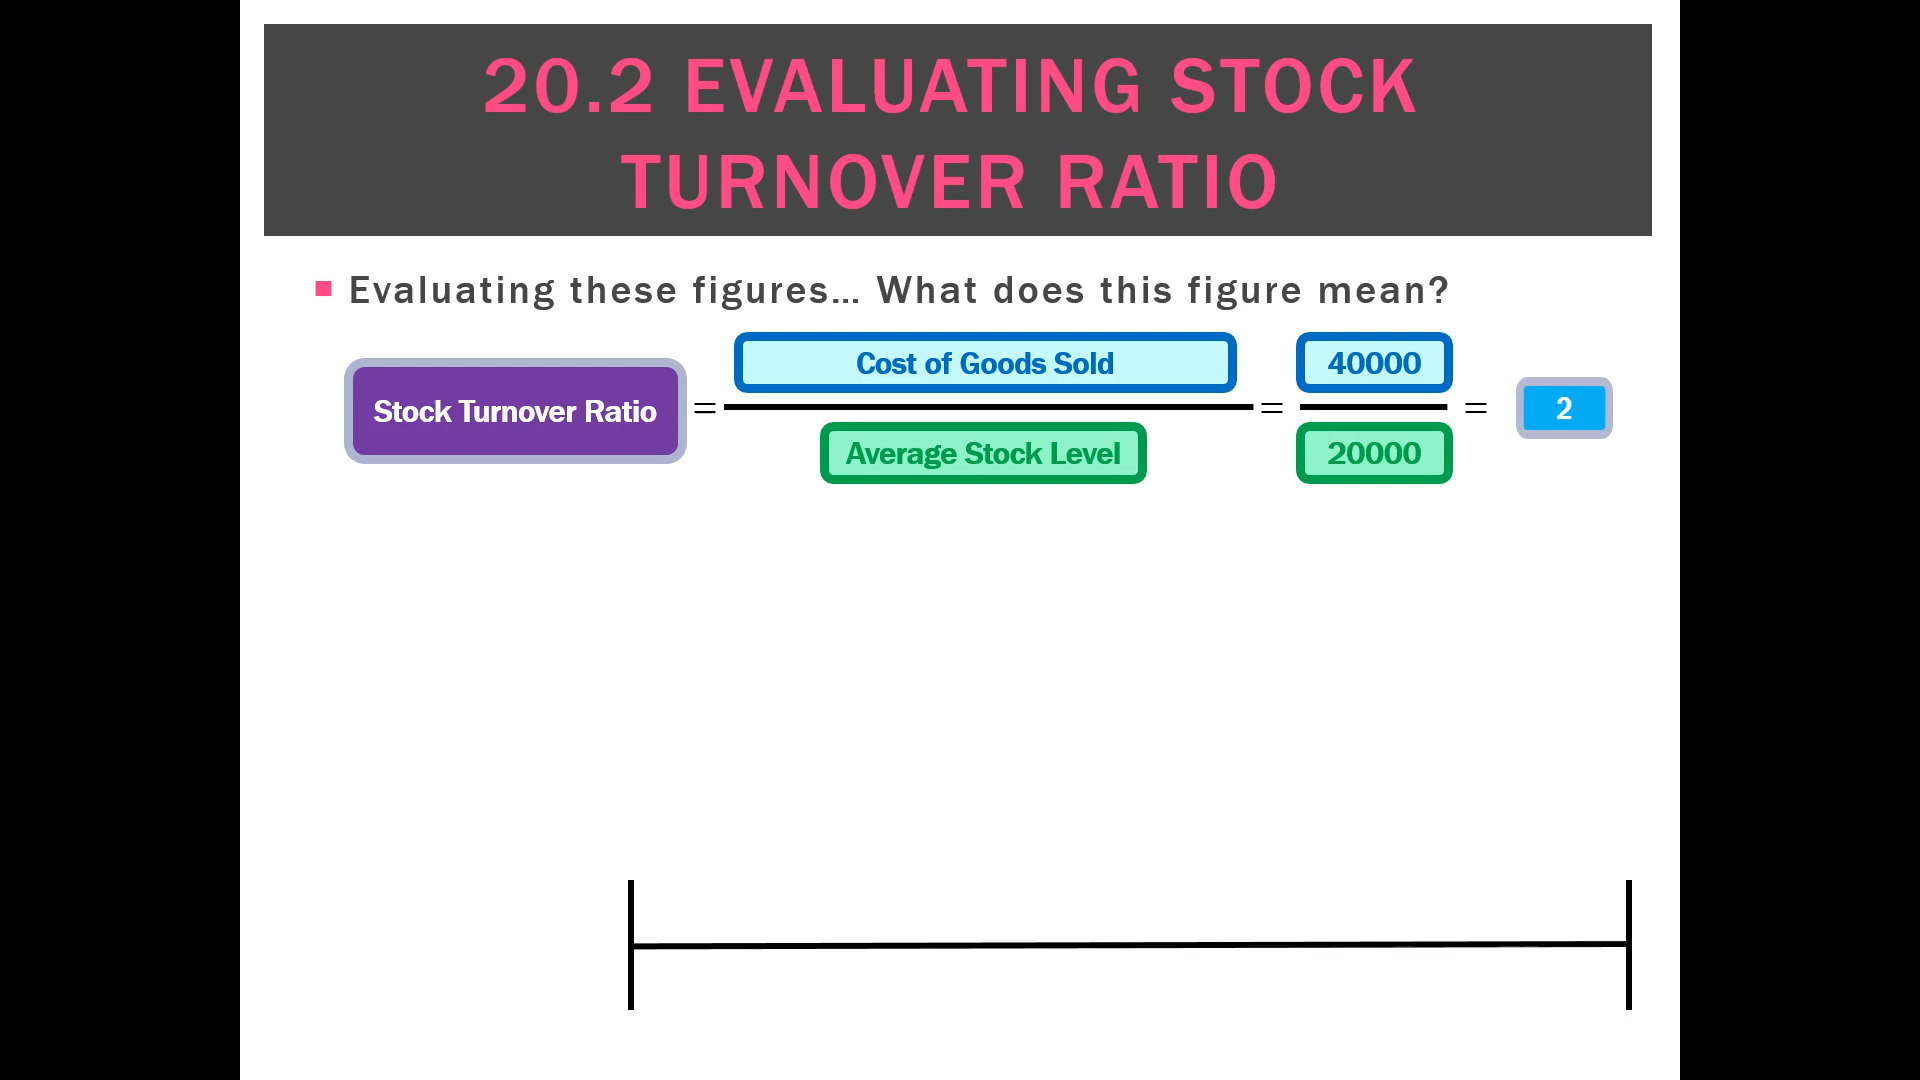 20.2 EVALUATING STOCK
TURNOVER RATIO
Evaluating these figures... What does this figure mean?
Stock Turnover Ratio
=
Cost of Goods Sold
Average Stock Level
=
40000
20000
=
2